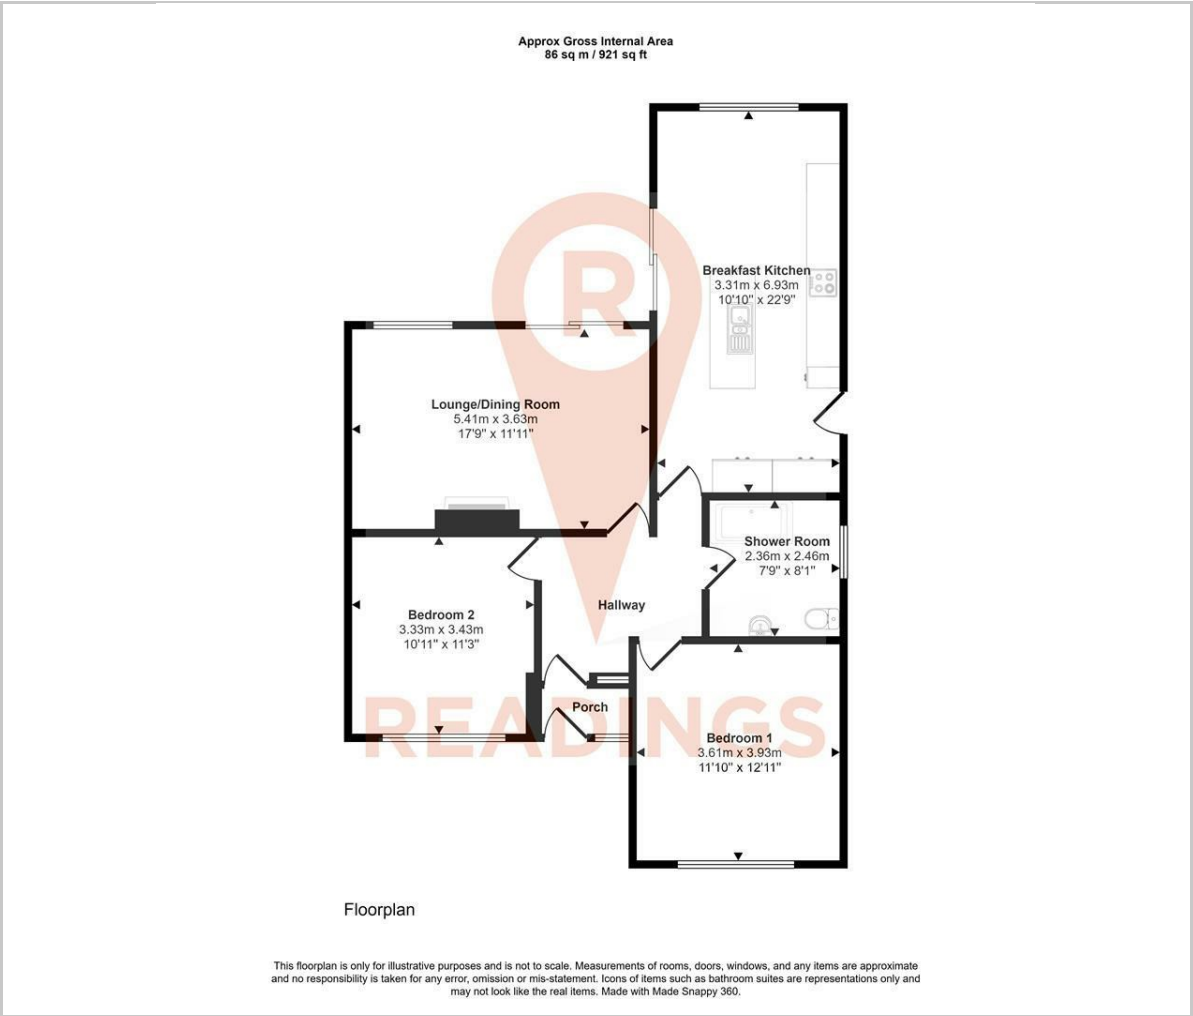 Approx Gross Internal Area
86 sq m / 921 sq ft
Breakfast Kitchen
3.31m x 6.93m
10'10" x 22'9"
R
Lounge/Dining Room
5.41m x 3.63m
17'9" x 11'11"
Shower Room
2.36m x 2.46m
7'9" x 8'1"
Hallway
Bedroom 2
3.33m x 3.43m
10'11" x 11'3"
Porch
READINGS
Bedroom 1
3.61m x 3.93m
11'10" x 12'11"
Floorplan
This floorplan is only for illustrative purposes and is not to scale. Measurements of rooms, doors, windows, and any items are approximate
and no responsibility is taken for any error, omission or mis-statement. Icons of items such as bathroom suites are representations only and
may not look like the real items. Made with Made Snappy 360.